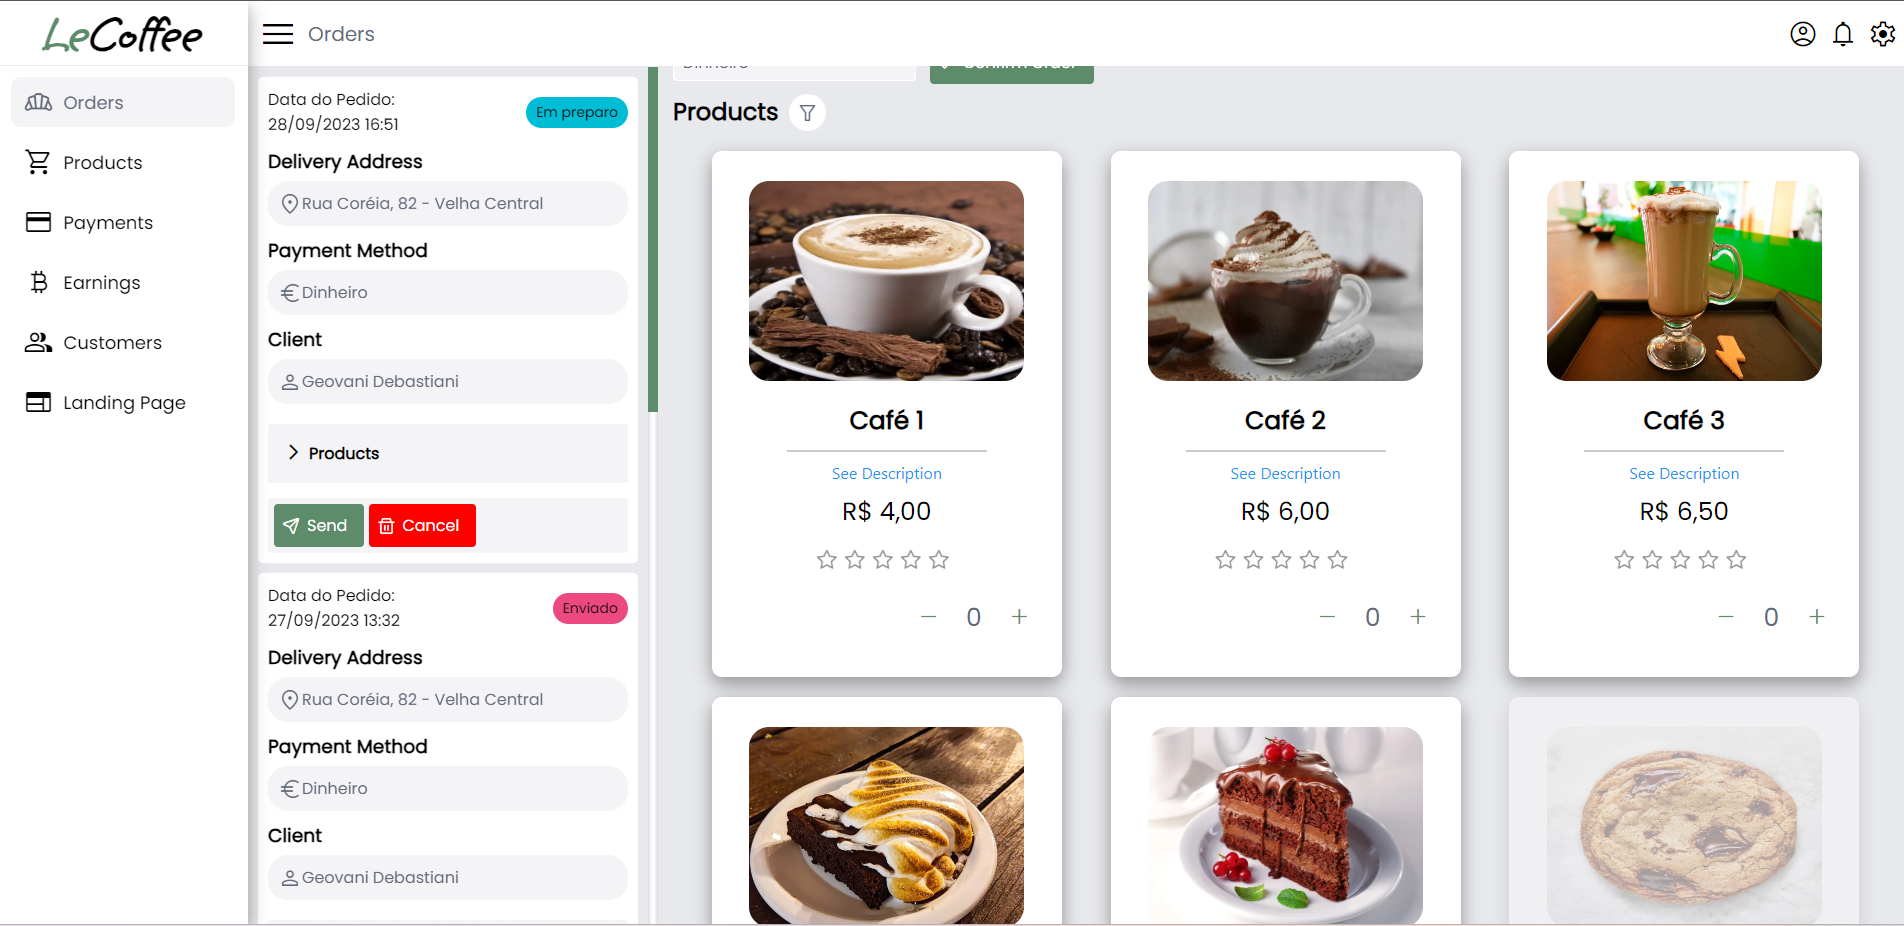 LeCoffee
Orders
Orders
Products
Payments
Earnings
Customers
Landing Page
Data do Pedido:
28/09/2023 16:51
Em preparo
Delivery Address
Rua Coréia, 82 - Velha Central
Payment Method
Dinheiro
Client
Geovani Debastiani
Products
Send
Cancel
Data do Pedido:
27/09/2023 13:32
Enviado
Delivery Address
Rua Coréia, 82 - Velha Central
Payment Method
Dinheiro
Client
Geovani Debastiani
Dinheiro
Confirm Order
Products
Café 1
See Description
R$ 4,00
0
Café 2
See Description
R$ 6,00
0
Café 3
See Description
R$ 6,50
0